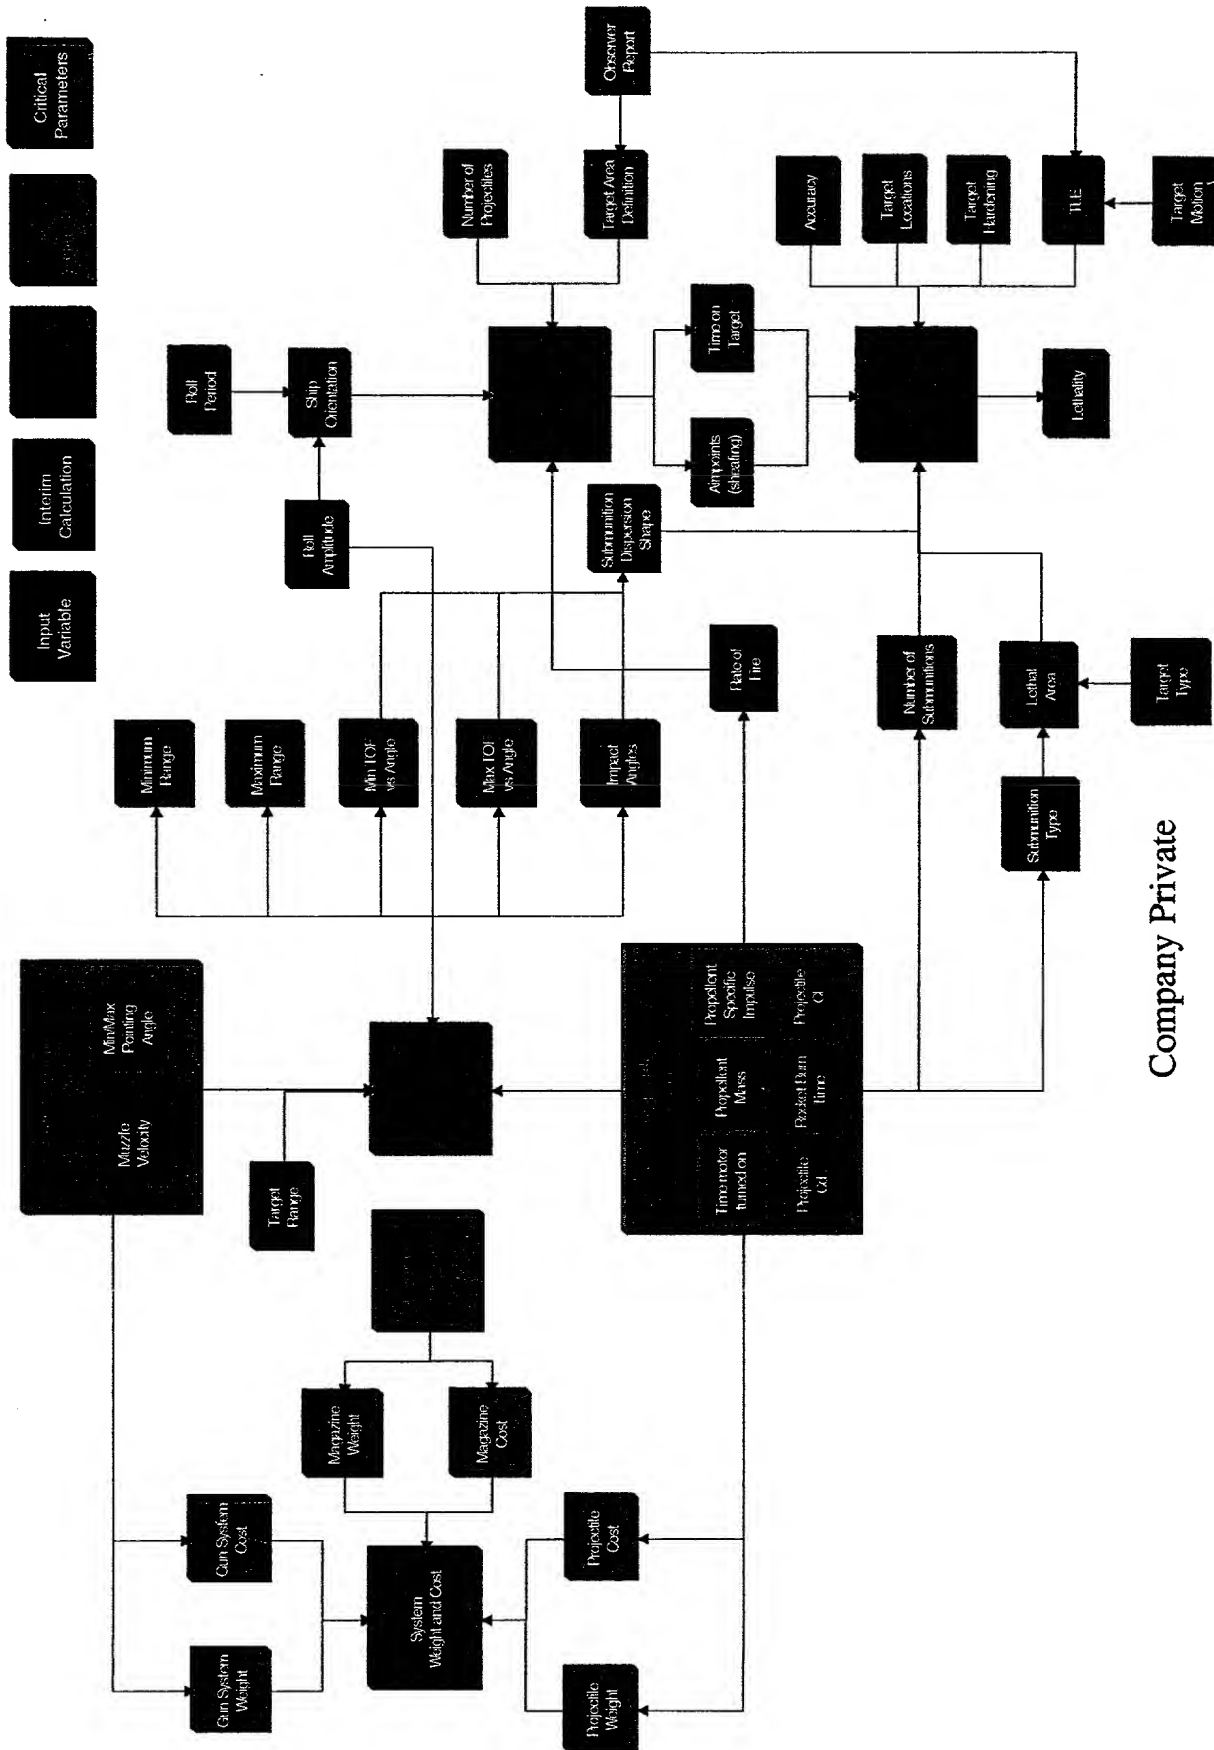 Input
Variable
Interim
Calculation
Critical
Parameters
Gun System
Weight
Gun System
Cost
Muzzle
Velocity
Min/Max
Pointing
Angle
Target
Range
Magazine
Weight
Magazine
Cost
System
Weight and Cost
Projectile
Weight
Projectile
Cost
Time motor
turned on
Propellent
Mass
Propellent
Specific
Impulse
Projectile
Cd
Rocket Burn
time
Projectile
Cl
Minimum
Range
Maximum
Range
Min TOF
vs Angle
Max TOF
vs Angle
Impact
Angles
Roll
Period
Roll
Amplitude
Ship
Orientation
Number of
Projectiles
Target Area
Definition
Observer
Report
Submunition
Dispersion
Shape
Aimpoints
(sheafing)
Time on
Target
Rate of
Fire
Accuracy
Target
Locations
Target
Hardening
TLE
Target
Motion
Number of
Submunitions
Lethality
Submunition
Type
Lethal
Area
Target
Type
Company Private